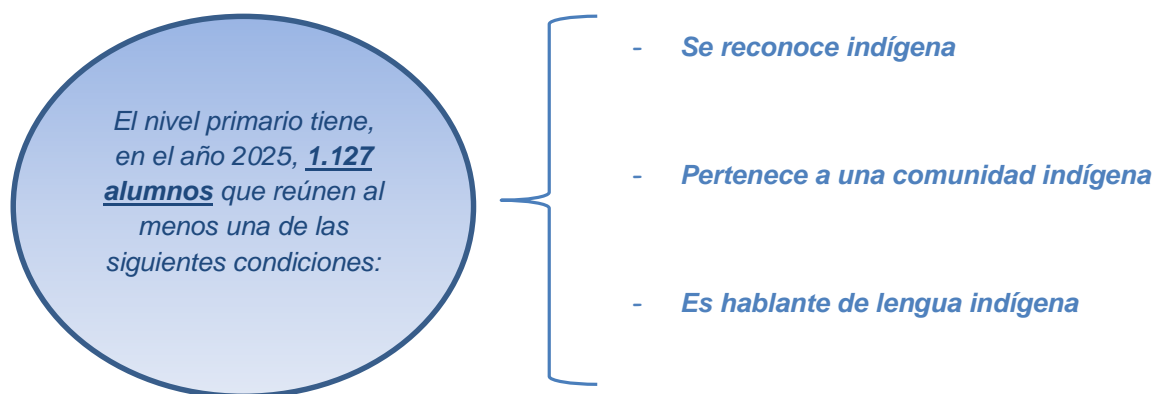 El nivel primario tiene,
en el año 2025, 1.127
alumnos que reúnen al
menos una de las
siguientes condiciones:
- Se reconoce indígena
- Pertenece a una comunidad indígena
- Es hablante de lengua indígena